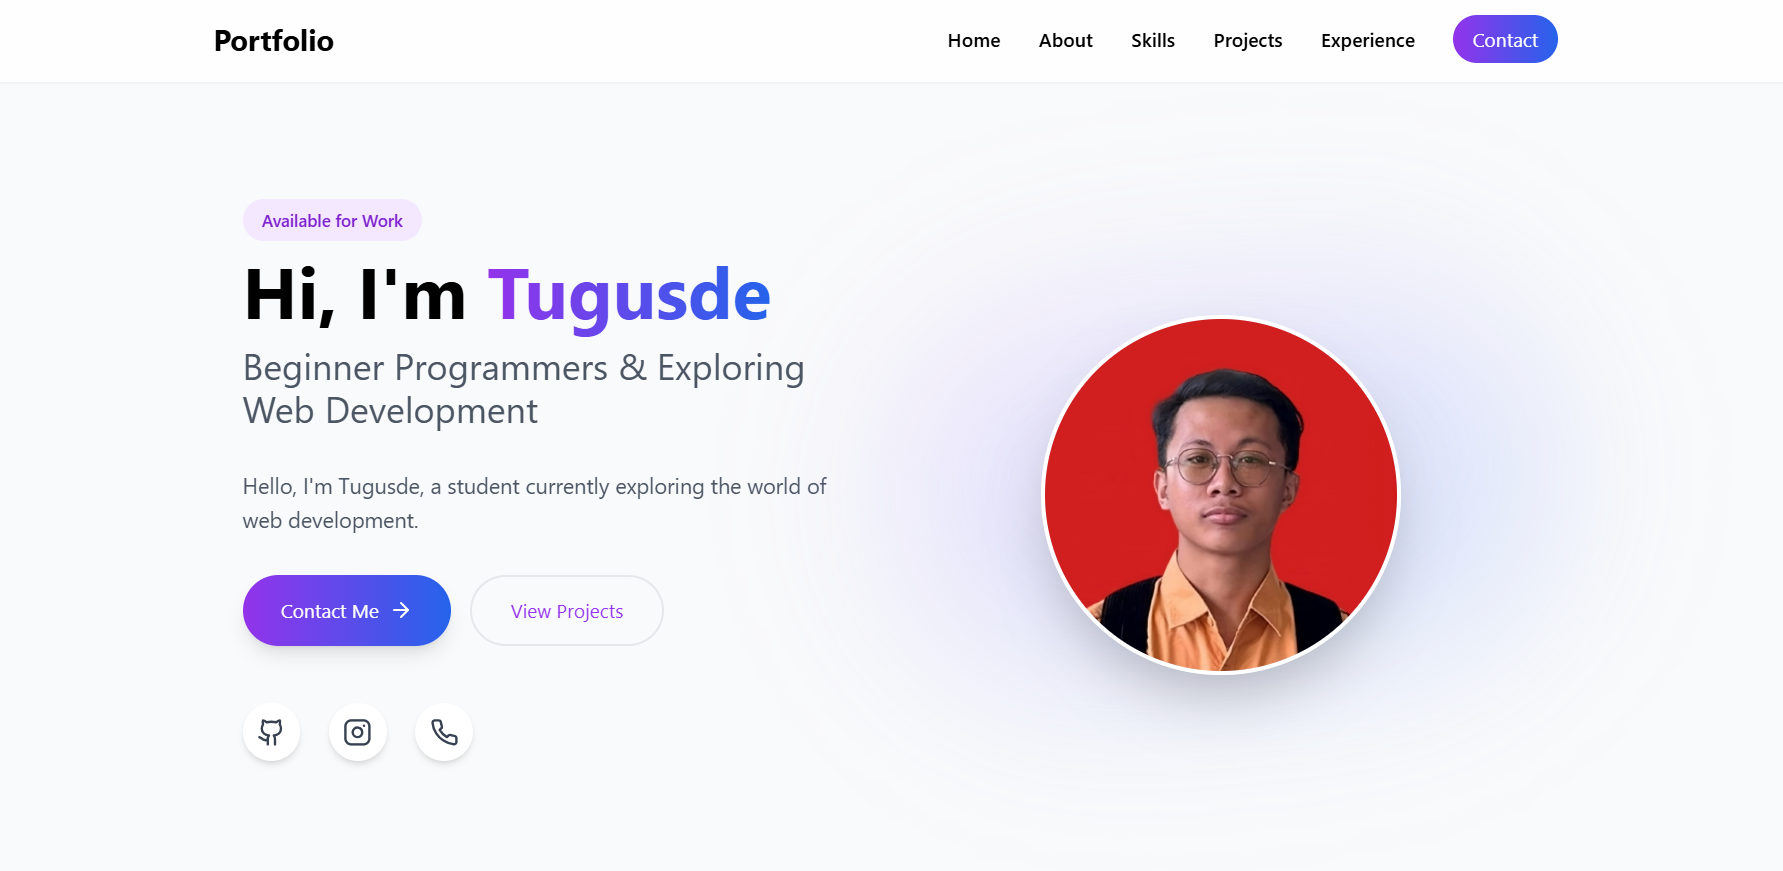 Portfolio
Home
About
Skills
Projects
Experience
Contact
Available for Work
Hi, I'm Tugusde
Beginner Programmers & Exploring
Web Development
Hello, I'm Tugusde, a student currently exploring the world of
web development.
Contact Me
View Projects